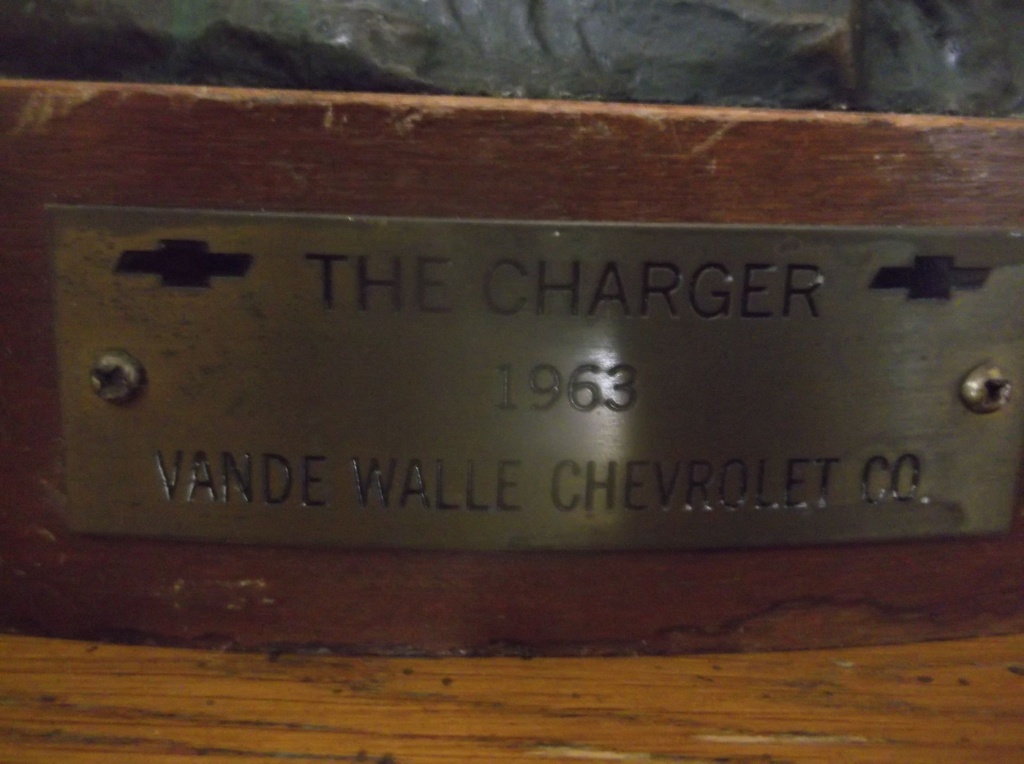 THE CHARGER
1963
VANDE WALLE CHEVROLET CO.